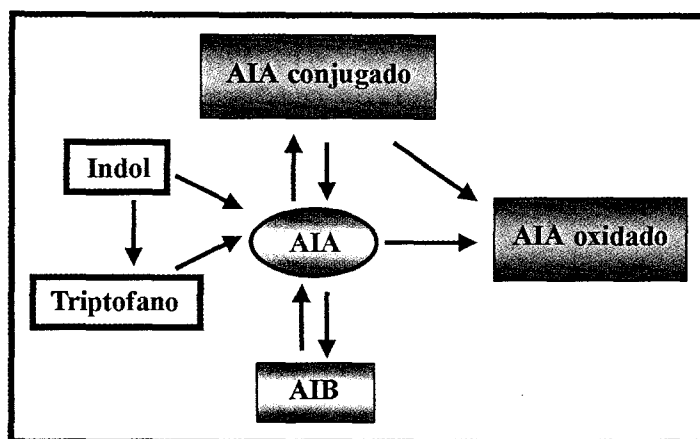 AIA conjugado
Indol
AIA
AIA oxidado
Triptofano
AIB